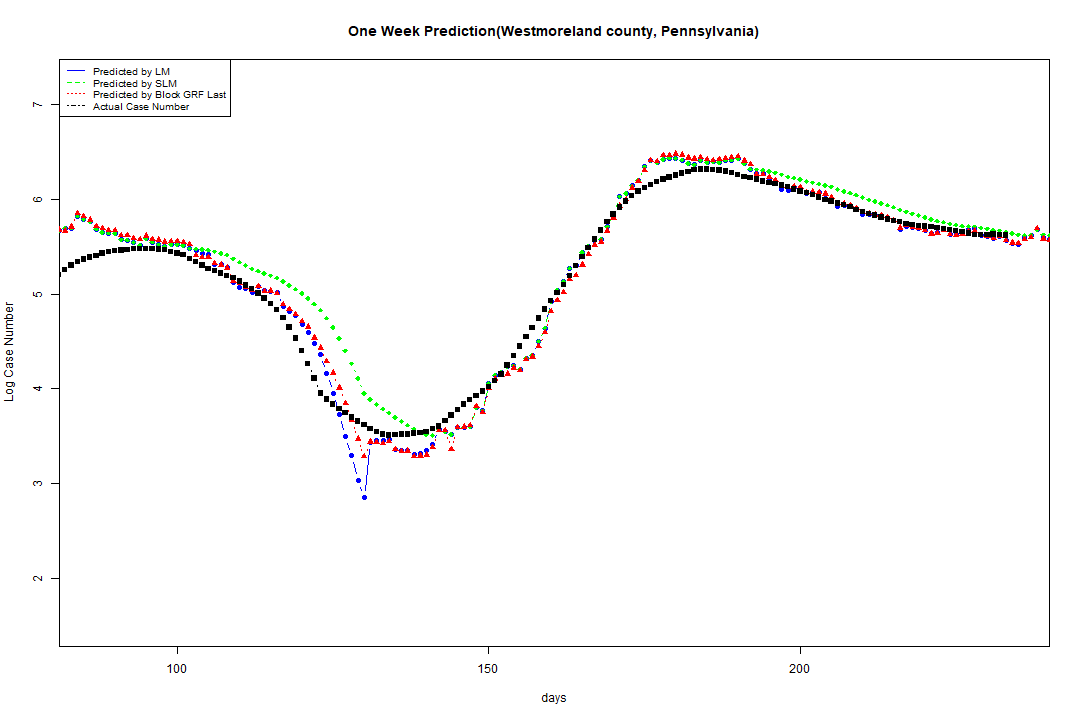 One Week Prediction(Westmoreland county, Pennsylvania)
Predicted by LM
Predicted by SLM
Predicted by Block GRF Last
Actual Case Number
7
6
5
4
3
2
Log Case Number
100 150 200
days